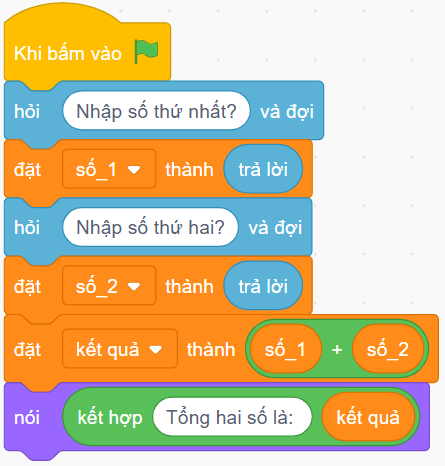 Khi bấm vào
hỏi Nhập số thứ nhất? và đợi
đặt số_1 thành trả lời
hỏi Nhập số thứ hai? và đợi
đặt số_2 thành trả lời
đặt kết quả thành số_1 + số_2
nói kết hợp Tổng hai số là: kết quả